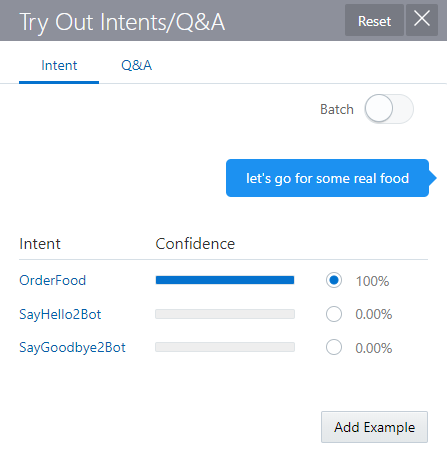 Try Out Intents/Q&A Reset
Intent Q&A
Batch
let's go for some real food
Intent Confidence
OrderFood 100%
SayHello2Bot 0.00%
SayGoodbye2Bot 0.00%
Add Example